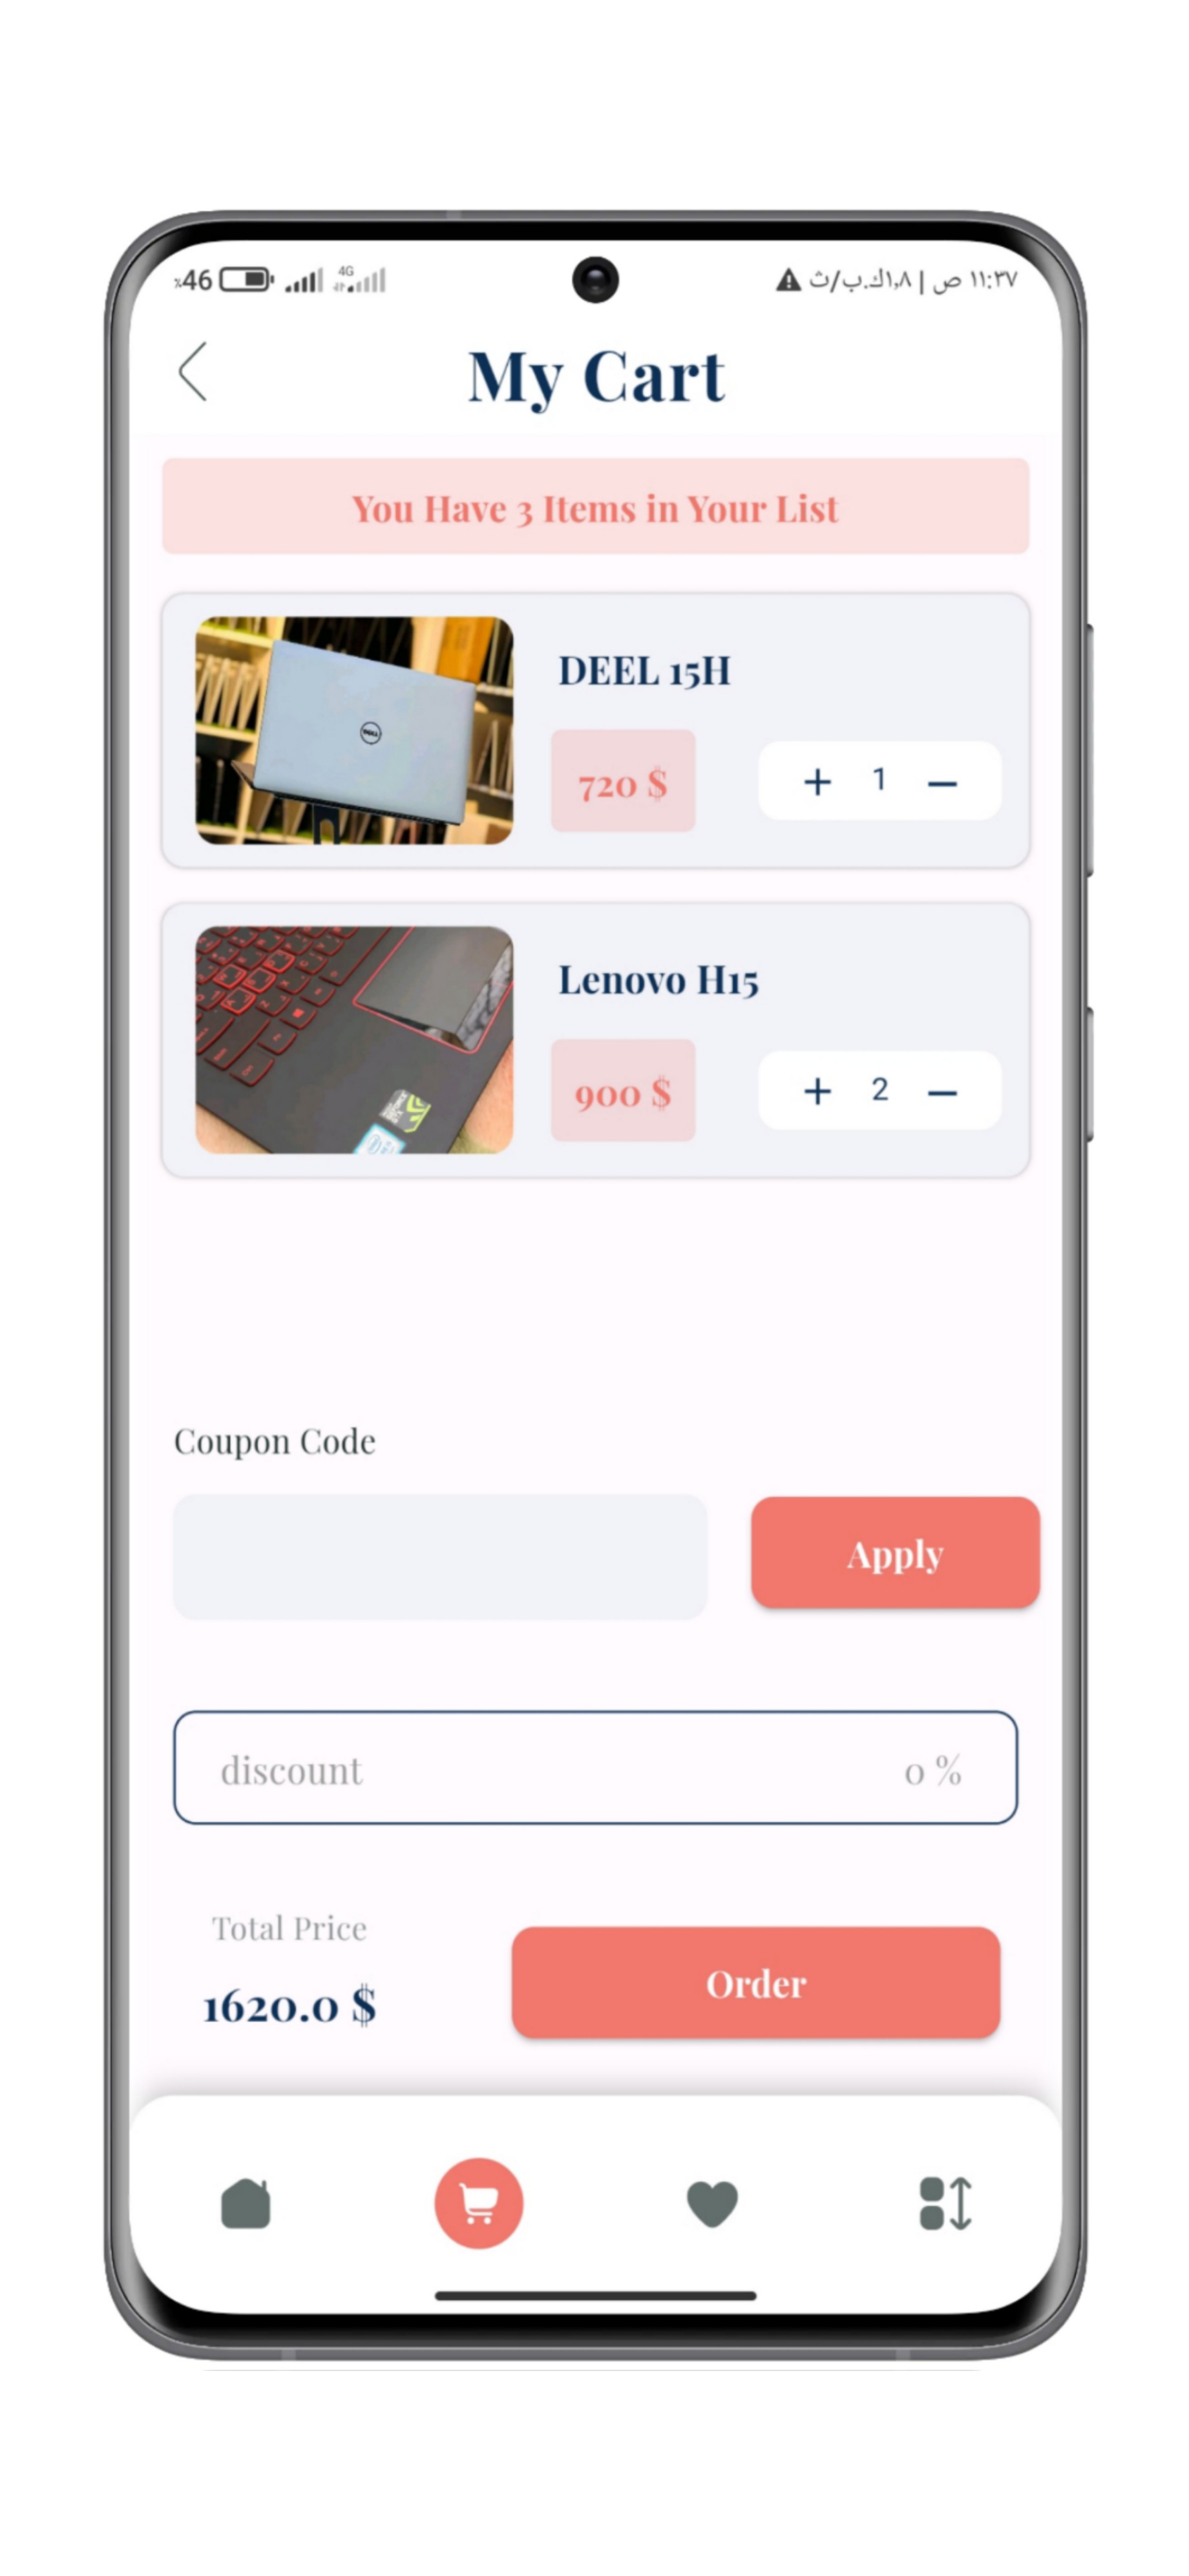 ٪46 4G ١١:٣٧ ص | ١٫٨ك.ب/ث
My Cart
You Have 3 Items in Your List
DELL
DEEL 15H
720 $
+ 1 –
Lenovo H15
900 $
+ 2 –
Coupon Code
Apply
discount
0 %
Total Price
1620.0 $
Order